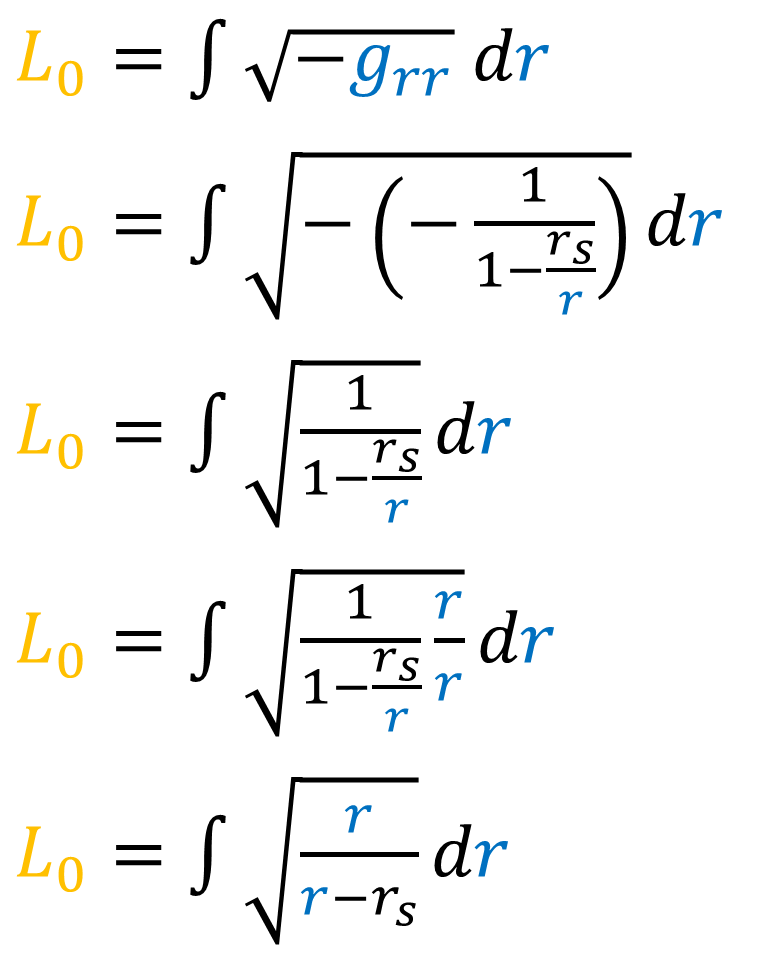 L₀ = ∫ √(−g_rr) dr
L₀ = ∫ √(−(−1/(1−r_s/r))) dr
L₀ = ∫ √(1/(1−r_s/r)) dr
L₀ = ∫ √(1/(1−r_s/r) r/r) dr
L₀ = ∫ √(r/(r−r_s)) dr